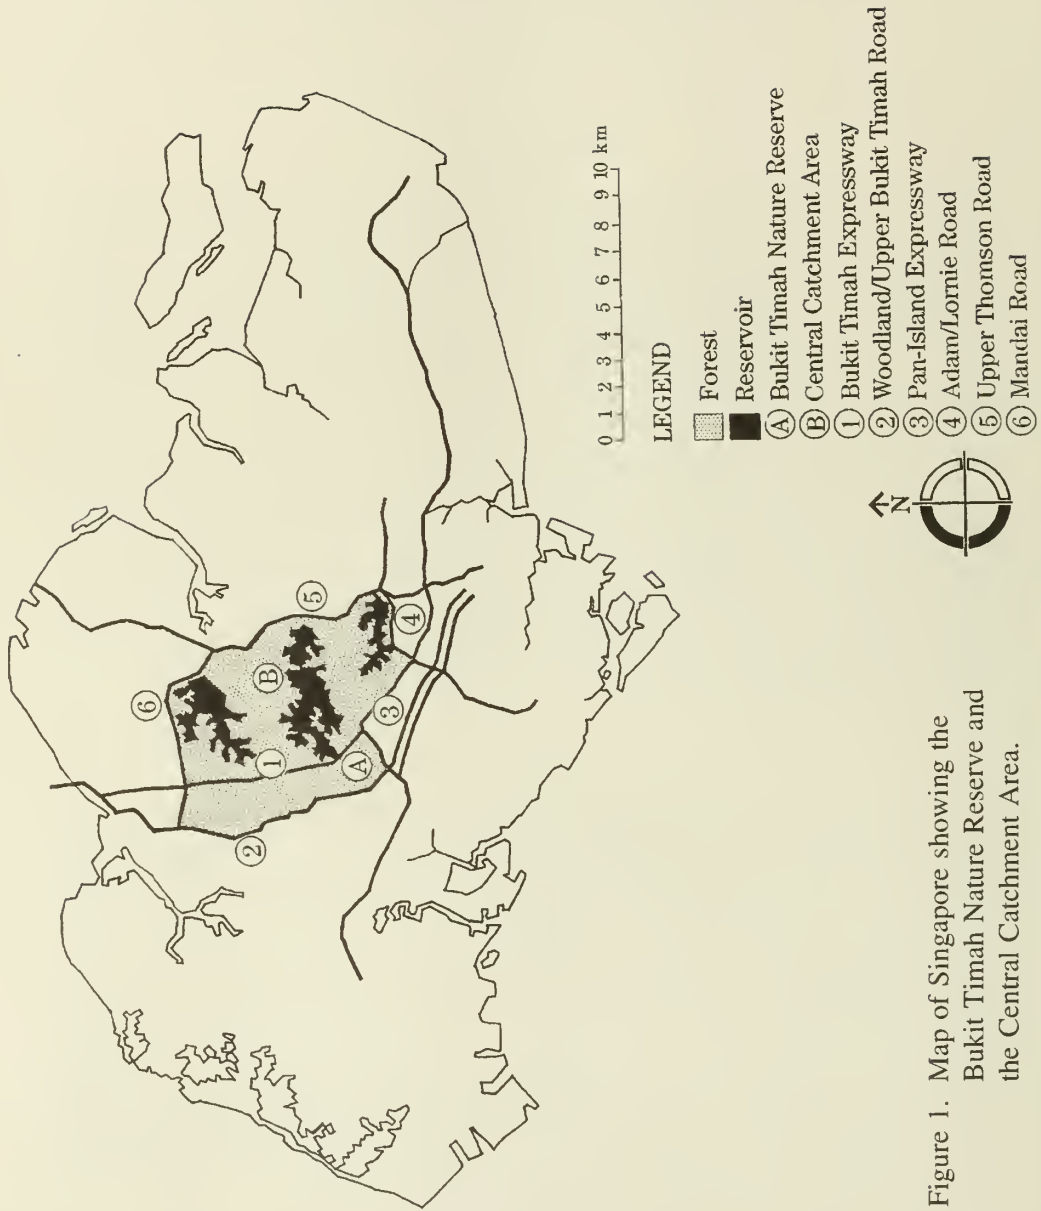 6
5
B
1
2
4
3
A
0 1 2 3 4 5 6 7 8 9 10 km
LEGEND
Forest
Reservoir
A Bukit Timah Nature Reserve
B Central Catchment Area
1 Bukit Timah Expressway
2 Woodland/Upper Bukit Timah Road
3 Pan-Island Expressway
4 Adam/Lornie Road
5 Upper Thomson Road
6 Mandai Road
N
Figure 1. Map of Singapore showing the
Bukit Timah Nature Reserve and
the Central Catchment Area.